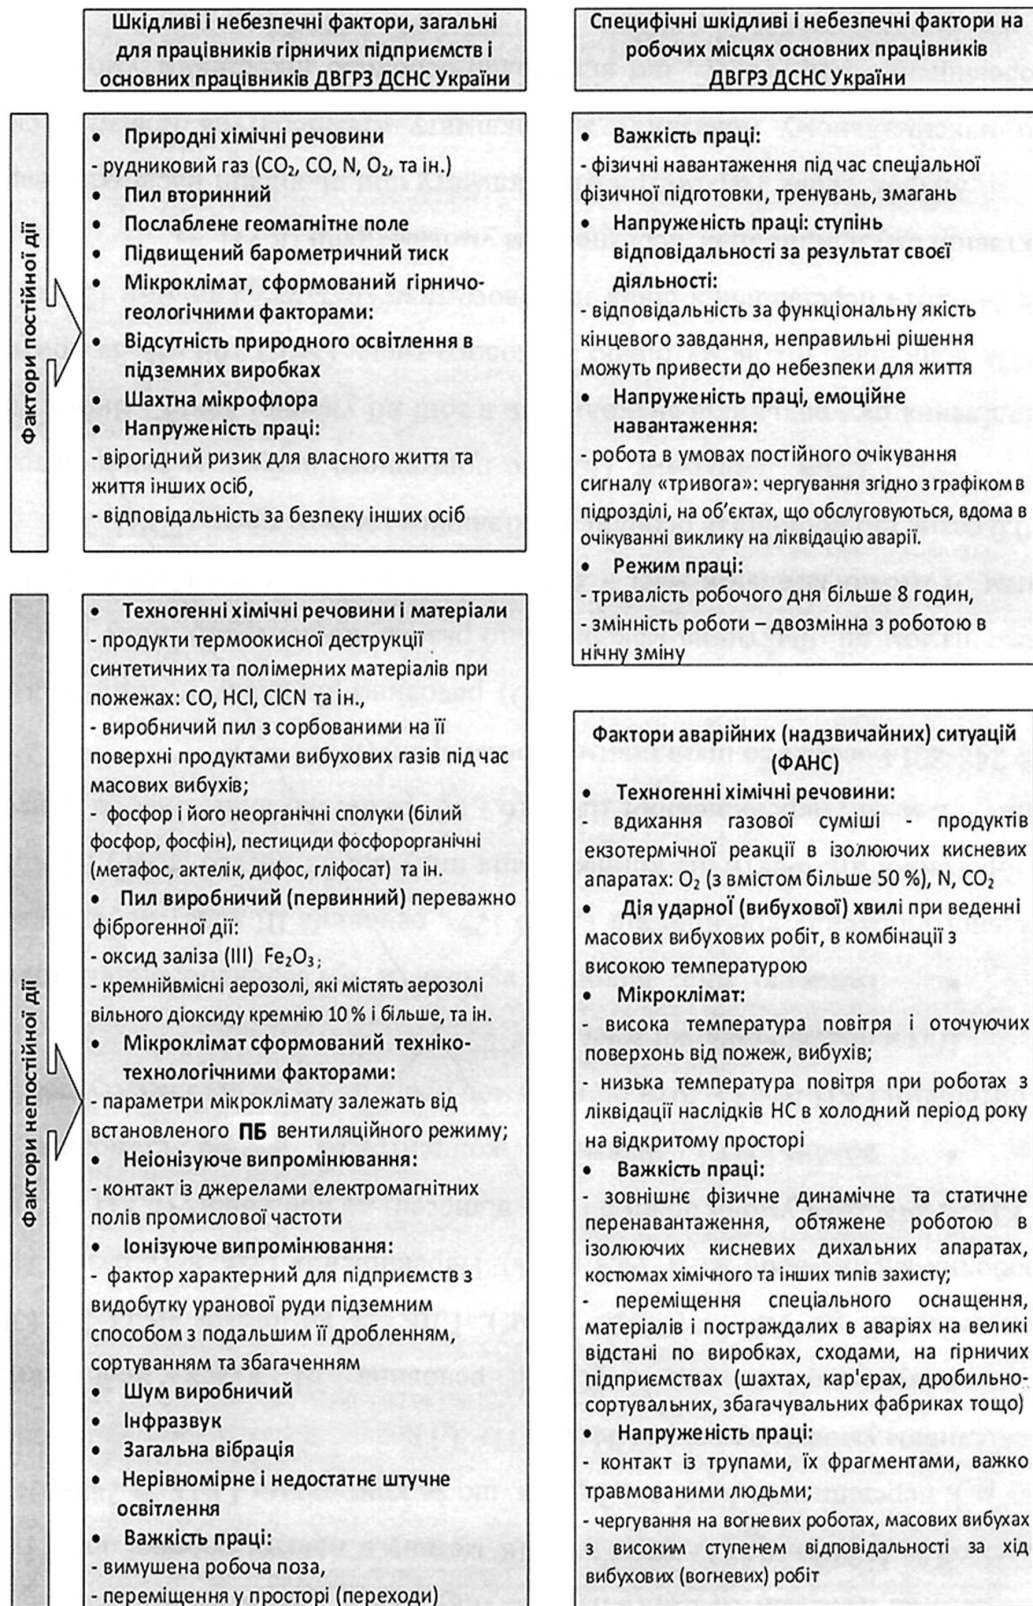 Шкідливі і небезпечні фактори, загальні
для працівників гірничих підприємств і
основних працівників ДВГРЗ ДСНС України
Фактори постійної дії
• Природні хімічні речовини
- рудниковий газ (CO₂, CO, N, O₂, та ін.)
• Пил вторинний
• Послаблене геомагнітне поле
• Підвищений барометричний тиск
• Мікроклімат, сформований гірничо-
геологічними факторами:
• Відсутність природного освітлення в
підземних виробках
• Шахтна мікрофлора
• Напруженість праці:
- вірогідний ризик для власного життя та
життя інших осіб,
- відповідальність за безпеку інших осіб
Фактори непостійної дії
• Техногенні хімічні речовини і матеріали
- продукти термоокисної деструкції
синтетичних та полімерних матеріалів при
пожежах: CO, HCl, ClCN та ін.,
- виробничий пил з сорбованими на її
поверхні продуктами вибухових газів під час
масових вибухів;
- фосфор і його неорганічні сполуки (білий
фосфор, фосфін), пестициди фосфорорганічні
(метафос, актелік, дифос, гліфосат) та ін.
• Пил виробничий (первинний) переважно
фіброгенної дії:
- оксид заліза (III) Fe₂O₃;
- кремнійвмісні аерозолі, які містять аерозолі
вільного діоксиду кремнію 10 % і більше, та ін.
• Мікроклімат сформований техніко-
технологічними факторами:
- параметри мікроклімату залежать від
встановленого ПБ вентиляційного режиму;
• Неіонізуюче випромінювання:
- контакт із джерелами електромагнітних
полів промислової частоти
• Іонізуюче випромінювання:
- фактор характерний для підприємств з
видобутку уранової руди підземним
способом з подальшим її дробленням,
сортуванням та збагаченням
• Шум виробничий
• Інфразвук
• Загальна вібрація
• Нерівномірне і недостатнє штучне
освітлення
• Важкість праці:
- вимушена робоча поза,
- переміщення у просторі (переходи)
Специфічні шкідливі і небезпечні фактори на
робочих місцях основних працівників
ДВГРЗ ДСНС України
• Важкість праці:
- фізичні навантаження під час спеціальної
фізичної підготовки, тренувань, змагань
• Напруженість праці: ступінь
відповідальності за результат своєї
діяльності:
- відповідальність за функціональну якість
кінцевого завдання, неправильні рішення
можуть привести до небезпеки для життя
• Напруженість праці, емоційне
навантаження:
- робота в умовах постійного очікування
сигналу «тривога»: чергування згідно з графіком в
підрозділі, на об’єктах, що обслуговуються, вдома в
очікуванні виклику на ліквідацію аварії.
• Режим праці:
- тривалість робочого дня більше 8 годин,
- змінність роботи – двозмінна з роботою в
нічну зміну
Фактори аварійних (надзвичайних) ситуацій
(ФАНС)
• Техногенні хімічні речовини:
- вдихання газової суміші - продуктів
екзотермічної реакції в ізолюючих кисневих
апаратах: O₂ (з вмістом більше 50 %), N, CO₂
• Дія ударної (вибухової) хвилі при веденні
масових вибухових робіт, в комбінації з
високою температурою
• Мікроклімат:
- висока температура повітря і оточуючих
поверхонь від пожеж, вибухів;
- низька температура повітря при роботах з
ліквідації наслідків НС в холодний період року
на відкритому просторі
• Важкість праці:
- зовнішнє фізичне динамічне та статичне
перенавантаження, обтяжене роботою в
ізолюючих кисневих дихальних апаратах,
костюмах хімічного та інших типів захисту;
- переміщення спеціального оснащення,
матеріалів і постраждалих в аваріях на великі
відстані по виробках, сходами, на гірничих
підприємствах (шахтах, кар'єрах, дробильно-
сортувальних, збагачувальних фабриках тощо)
• Напруженість праці:
- контакт із трупами, їх фрагментами, важко
травмованими людьми;
- чергування на вогневих роботах, масових вибухах
з високим ступенем відповідальності за хід
вибухових (вогневих) робіт